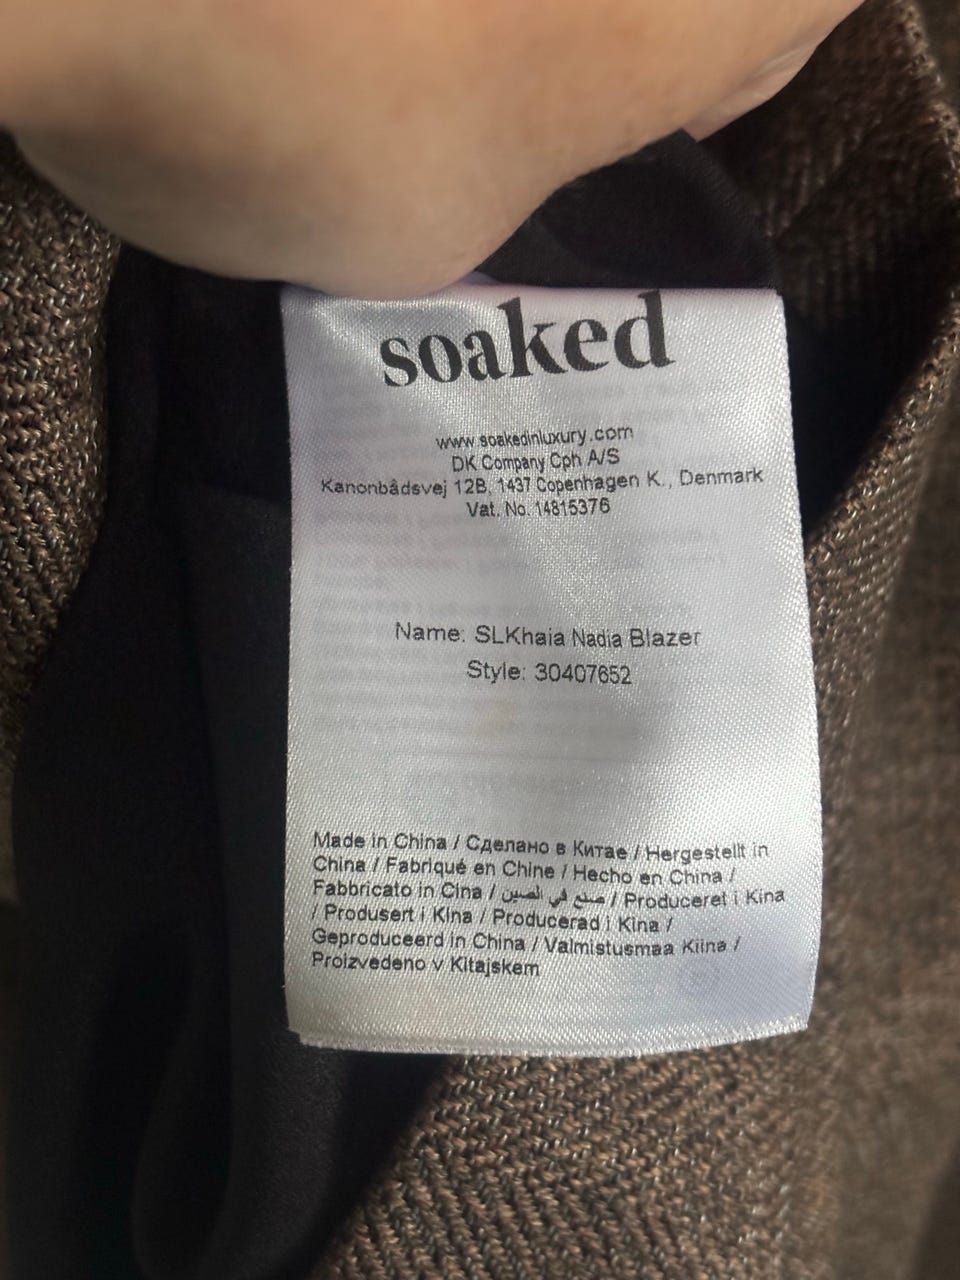 soaked
www.soakedinluxury.com
DK Company Cph A/S
Kanonbådsvej 12B, 1437 Copenhagen K., Denmark
Vat. No. 14815376
Name: SLKhaia Nadia Blazer
Style: 30407652
Made in China / Сделано в Китае / Hergestellt in
China / Fabriqué en Chine / Hecho en China /
Fabbricato in Cina / صنع في الصين / Produceret i Kina
/ Produsert i Kina / Producerad i Kina /
Geproduceerd in China / Valmistusmaa Kiina /
Proizvedeno v Kitajskem